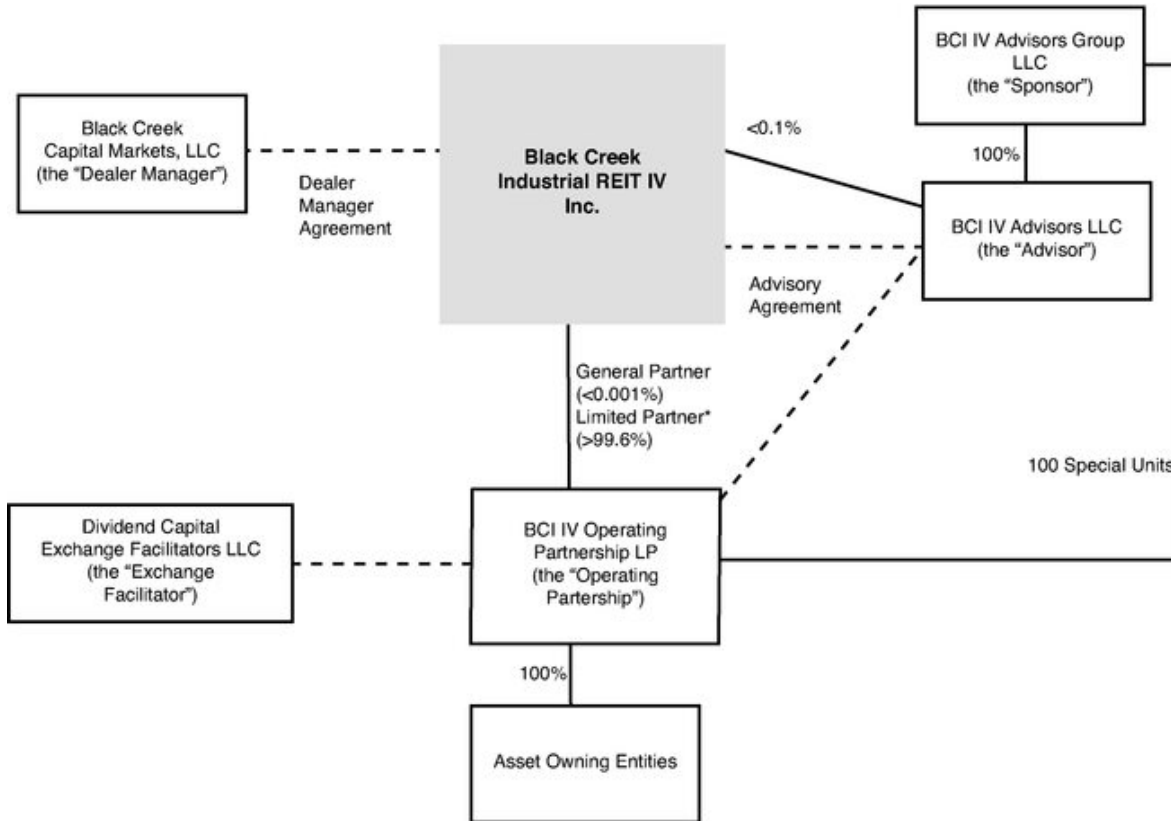 BCI IV Advisors Group
LLC
(the “Sponsor”)
Black Creek
Capital Markets, LLC
(the “Dealer Manager”)
Dealer
Manager
Agreement
Black Creek
Industrial REIT IV
Inc.
<0.1%
100%
BCI IV Advisors LLC
(the “Advisor”)
Advisory
Agreement
General Partner
(<0.001%)
Limited Partner*
(>99.6%)
100 Special Units
Dividend Capital
Exchange Facilitators LLC
(the “Exchange
Facilitator”)
BCI IV Operating
Partnership LP
(the “Operating
Partership”)
100%
Asset Owning Entities